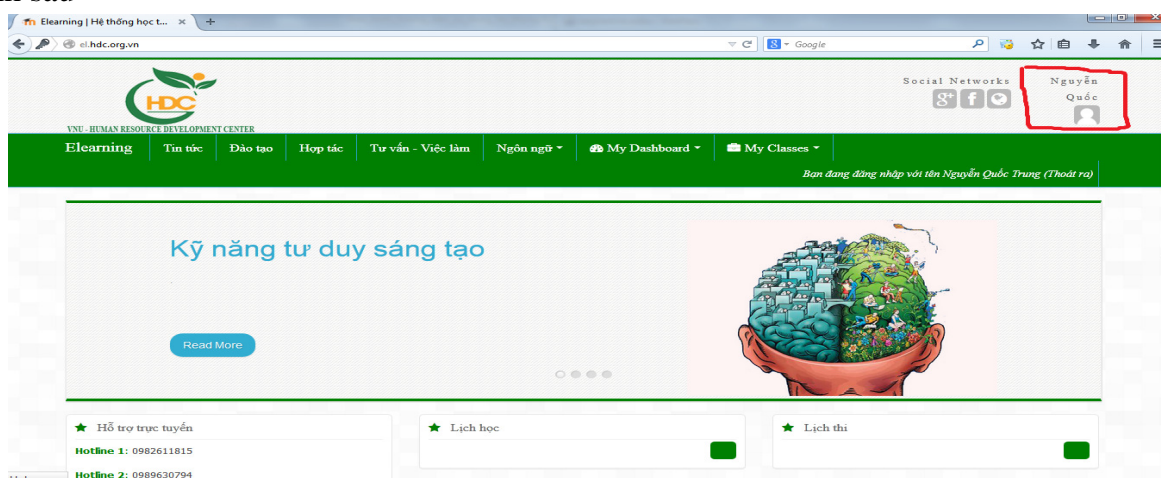 Elearning | Hệ thống học t...
el.hdc.org.vn
Google
HDC
VNU - HUMAN RESOURCE DEVELOPMENT CENTER
Social Networks
Nguyễn
Quốc
Elearning Tin tức Đào tạo Hợp tác Tư vấn - Việc làm Ngôn ngữ My Dashboard My Classes
Bạn đang đăng nhập với tên Nguyễn Quốc Trung (Thoát ra)
Kỹ năng tư duy sáng tạo
Read More
Hỗ trợ trực tuyến
Hotline 1: 0982611815
Hotline 2: 0989630794
Lịch học
Lịch thi